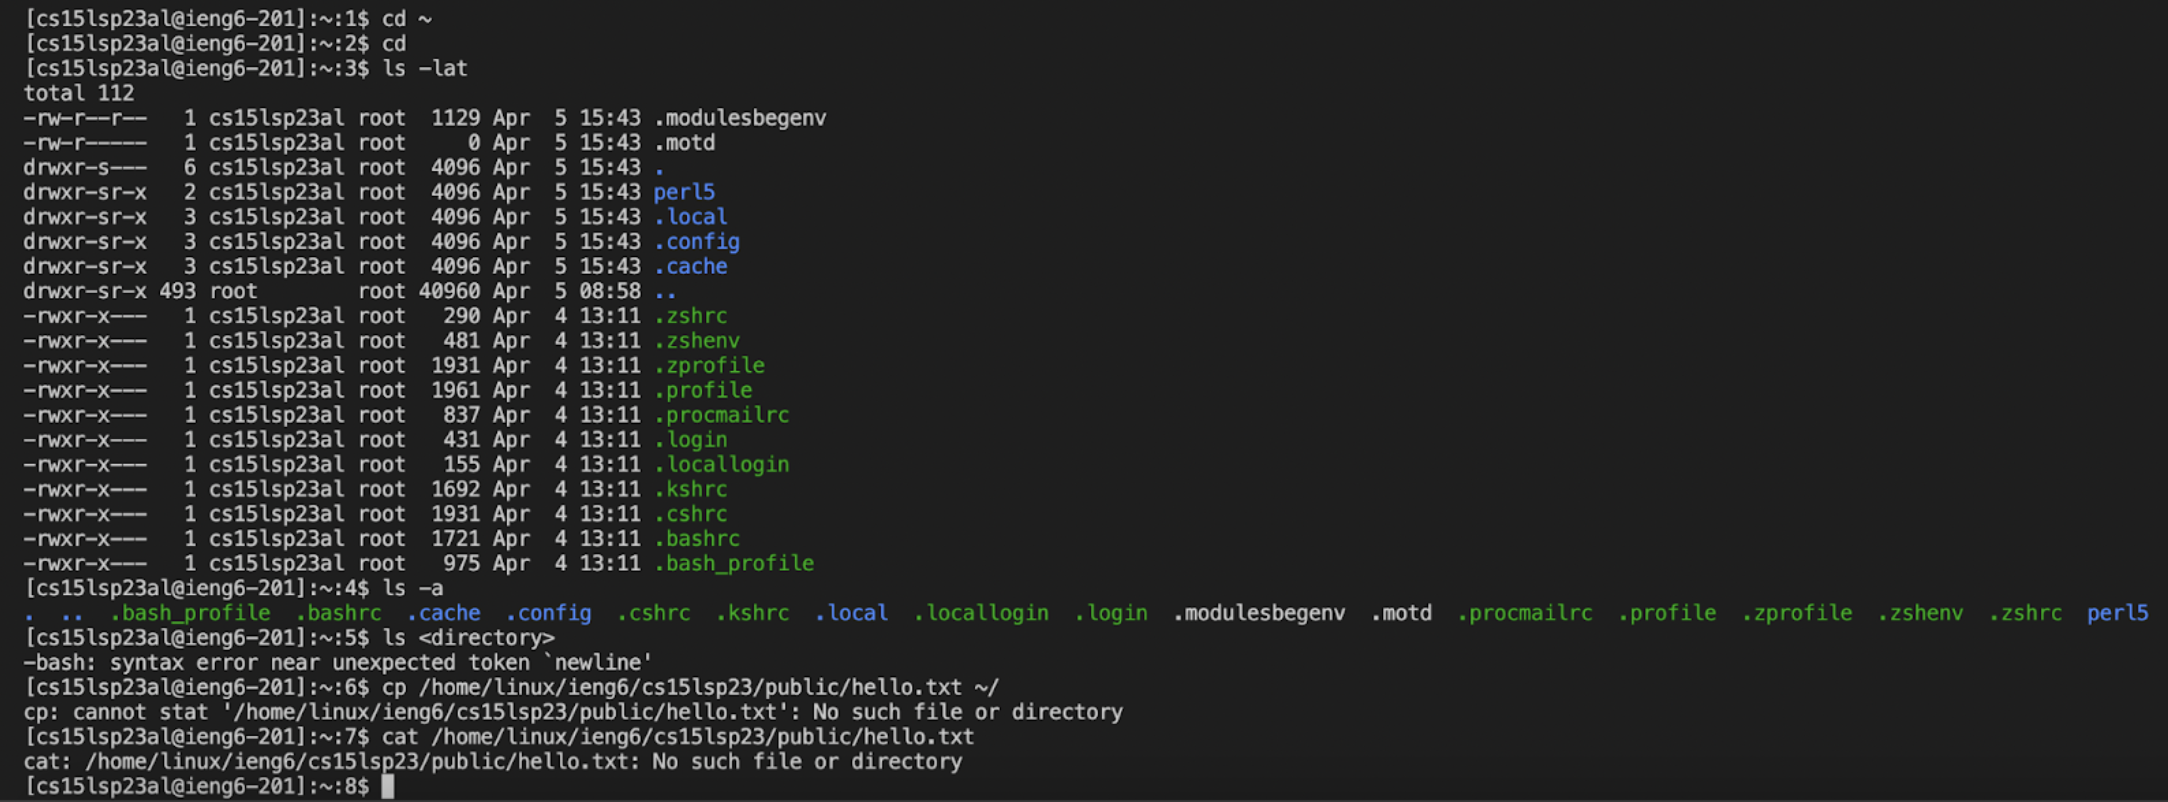 [cs15lsp23al@ieng6-201]:~:1$ cd ~
[cs15lsp23al@ieng6-201]:~:2$ cd
[cs15lsp23al@ieng6-201]:~:3$ ls -lat
total 112
-rw-r--r--   1 cs15lsp23al root  1129 Apr  5 15:43 .modulesbegenv
-rw-r-----   1 cs15lsp23al root     0 Apr  5 15:43 .motd
drwxr-s---   6 cs15lsp23al root  4096 Apr  5 15:43 .
drwxr-sr-x   2 cs15lsp23al root  4096 Apr  5 15:43 perl5
drwxr-sr-x   3 cs15lsp23al root  4096 Apr  5 15:43 .local
drwxr-sr-x   3 cs15lsp23al root  4096 Apr  5 15:43 .config
drwxr-sr-x   3 cs15lsp23al root  4096 Apr  5 15:43 .cache
drwxr-sr-x 493 root        root 40960 Apr  5 08:58 ..
-rwxr-x---   1 cs15lsp23al root   290 Apr  4 13:11 .zshrc
-rwxr-x---   1 cs15lsp23al root   481 Apr  4 13:11 .zshenv
-rwxr-x---   1 cs15lsp23al root  1931 Apr  4 13:11 .zprofile
-rwxr-x---   1 cs15lsp23al root  1961 Apr  4 13:11 .profile
-rwxr-x---   1 cs15lsp23al root   837 Apr  4 13:11 .procmailrc
-rwxr-x---   1 cs15lsp23al root   431 Apr  4 13:11 .login
-rwxr-x---   1 cs15lsp23al root   155 Apr  4 13:11 .locallogin
-rwxr-x---   1 cs15lsp23al root  1692 Apr  4 13:11 .kshrc
-rwxr-x---   1 cs15lsp23al root  1931 Apr  4 13:11 .cshrc
-rwxr-x---   1 cs15lsp23al root  1721 Apr  4 13:11 .bashrc
-rwxr-x---   1 cs15lsp23al root   975 Apr  4 13:11 .bash_profile
[cs15lsp23al@ieng6-201]:~:4$ ls -a
.  ..  .bash_profile  .bashrc  .cache  .config  .cshrc  .kshrc  .local  .locallogin  .login  .modulesbegenv  .motd  .procmailrc  .profile  .zprofile  .zshenv  .zshrc  perl5
[cs15lsp23al@ieng6-201]:~:5$ ls <directory>
-bash: syntax error near unexpected token `newline'
[cs15lsp23al@ieng6-201]:~:6$ cp /home/linux/ieng6/cs15lsp23/public/hello.txt ~/
cp: cannot stat '/home/linux/ieng6/cs15lsp23/public/hello.txt': No such file or directory
[cs15lsp23al@ieng6-201]:~:7$ cat /home/linux/ieng6/cs15lsp23/public/hello.txt
cat: /home/linux/ieng6/cs15lsp23/public/hello.txt: No such file or directory
[cs15lsp23al@ieng6-201]:~:8$